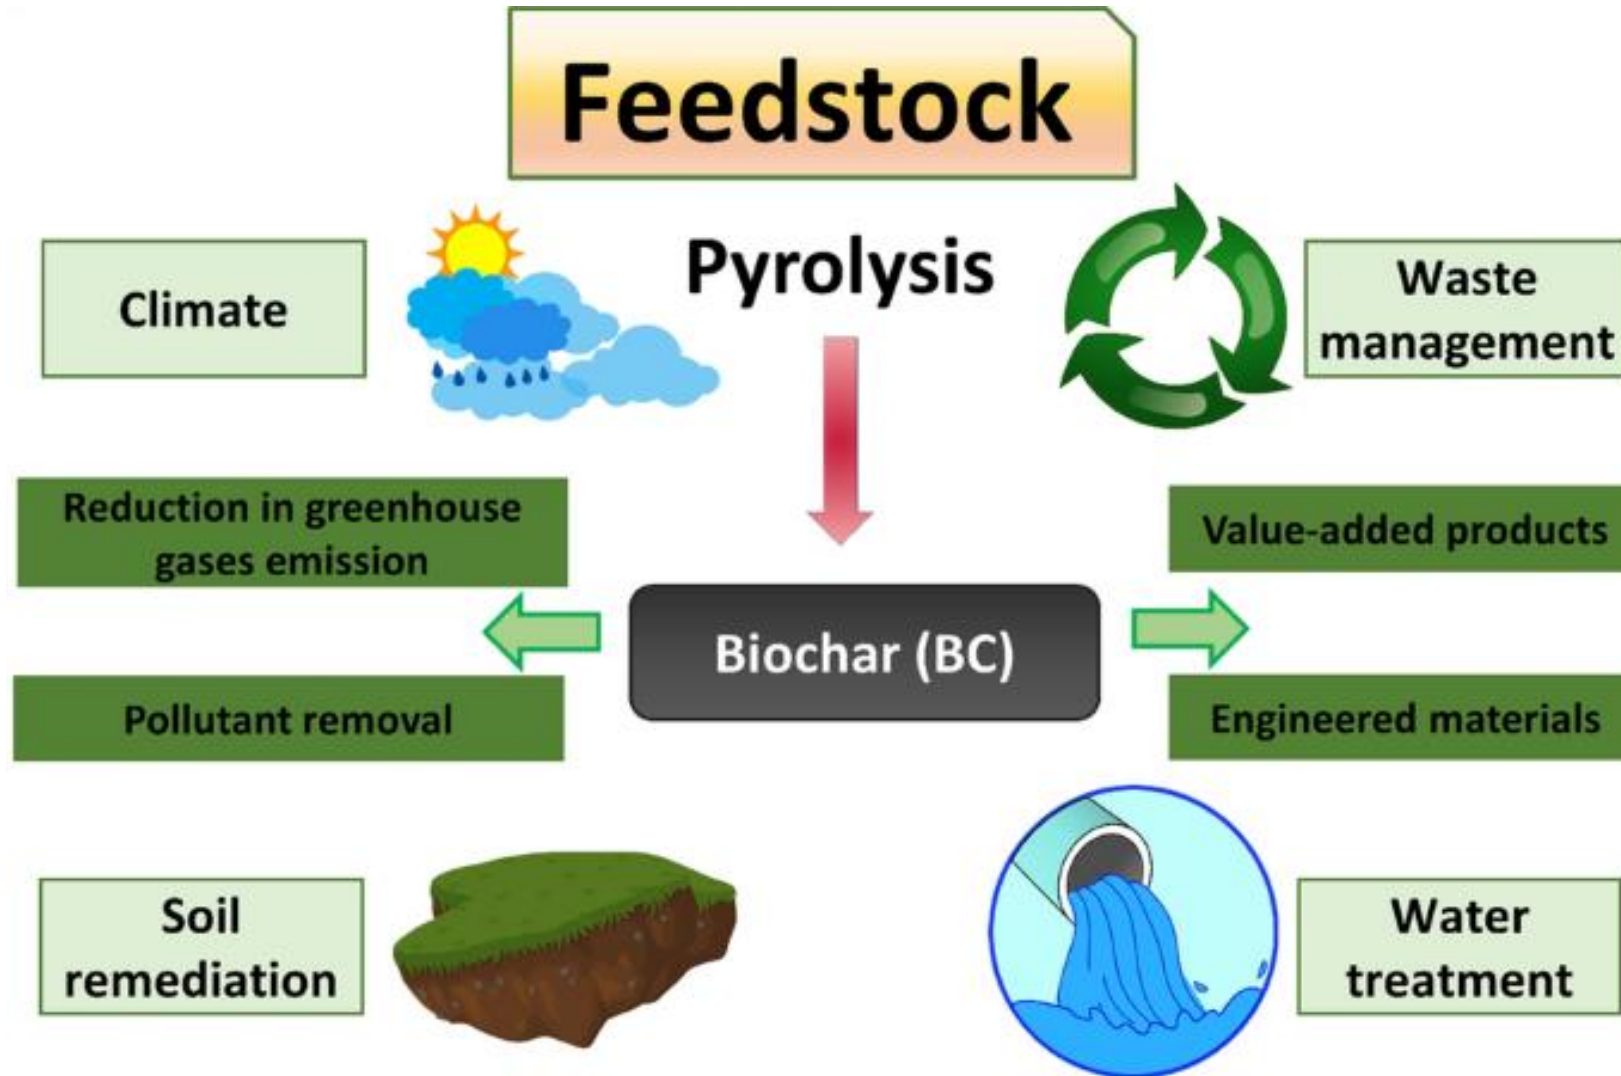 Feedstock
Pyrolysis
Climate
Waste
management
Reduction in greenhouse
gases emission
Value-added products
Biochar (BC)
Pollutant removal
Engineered materials
Soil
remediation
Water
treatment